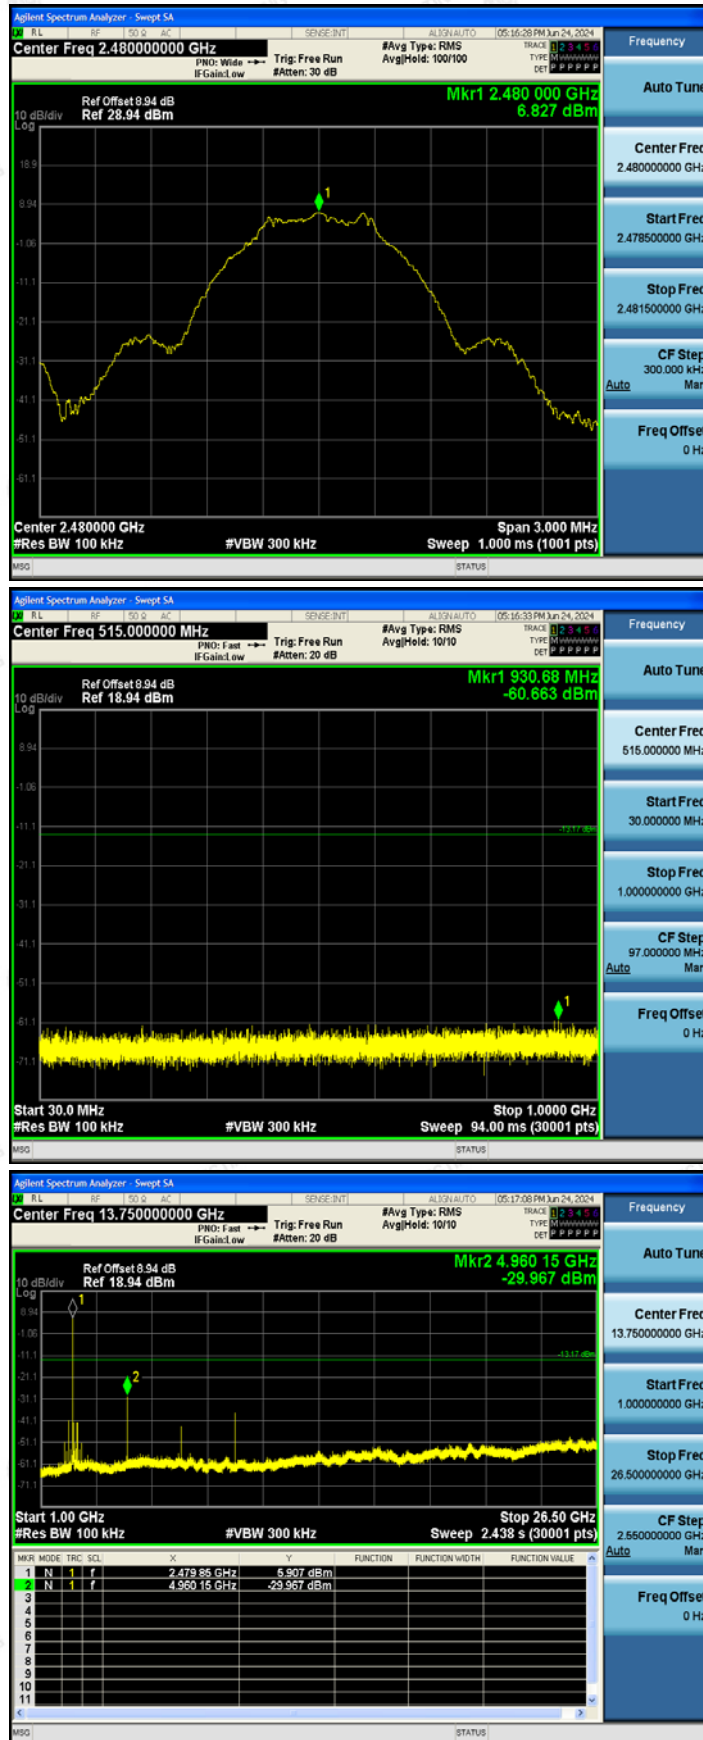 Agilent Spectrum Analyzer - Swept SA
RL RF 50 Ω AC SENSE:INT ALIGNAUTO 05:16:28 PM Jun 24, 2024
Center Freq 2.480000000 GHz #Avg Type: RMS TRACE 1 2 3 4 5 6
PNO: Wide Trig: Free Run Avg|Hold: 100/100 TYPE M
IFGain:Low #Atten: 30 dB DET P P P P P P
Mkr1 2.480 000 GHz
6.827 dBm
Ref Offset 8.94 dB
10 dB/div Ref 28.94 dBm
Log
18.9
8.94
-1.06
-11.1
-21.1
-31.1
-41.1
-51.1
-61.1
1
Center 2.480000 GHz Span 3.000 MHz
#Res BW 100 kHz #VBW 300 kHz Sweep 1.000 ms (1001 pts)
MSG STATUS
Frequency
Auto Tune
Center Freq
2.480000000 GHz
Start Freq
2.478500000 GHz
Stop Freq
2.481500000 GHz
CF Step
300.000 kHz
Auto Man
Freq Offset
0 Hz
Agilent Spectrum Analyzer - Swept SA
RL RF 50 Ω AC SENSE:INT ALIGNAUTO 05:16:33 PM Jun 24, 2024
Center Freq 515.000000 MHz #Avg Type: RMS TRACE 1 2 3 4 5 6
PNO: Fast Trig: Free Run Avg|Hold: 10/10 TYPE M
IFGain:Low #Atten: 20 dB DET P P P P P P
Mkr1 930.68 MHz
-60.663 dBm
Ref Offset 8.94 dB
10 dB/div Ref 18.94 dBm
Log
8.94
-1.06
-11.1
-21.1
-31.1
-41.1
-51.1
-61.1
-71.1
-13.17 dBm
1
Start 30.0 MHz Stop 1.0000 GHz
#Res BW 100 kHz #VBW 300 kHz Sweep 94.00 ms (30001 pts)
MSG STATUS
Frequency
Auto Tune
Center Freq
515.000000 MHz
Start Freq
30.000000 MHz
Stop Freq
1.000000000 GHz
CF Step
97.000000 MHz
Auto Man
Freq Offset
0 Hz
Agilent Spectrum Analyzer - Swept SA
RL RF 50 Ω AC SENSE:INT ALIGNAUTO 05:17:08 PM Jun 24, 2024
Center Freq 13.750000000 GHz #Avg Type: RMS TRACE 1 2 3 4 5 6
PNO: Fast Trig: Free Run Avg|Hold: 10/10 TYPE M
IFGain:Low #Atten: 20 dB DET P P P P P P
Mkr2 4.960 15 GHz
-29.967 dBm
Ref Offset 8.94 dB
10 dB/div Ref 18.94 dBm
Log
8.94
-1.06
-11.1
-21.1
-31.1
-41.1
-51.1
-61.1
-71.1
-13.17 dBm
1
2
Start 1.00 GHz Stop 26.50 GHz
#Res BW 100 kHz #VBW 300 kHz Sweep 2.438 s (30001 pts)
MKR MODE TRC SCL X Y FUNCTION FUNCTION WIDTH FUNCTION VALUE
1 N 1 f 2.479 85 GHz 5.907 dBm
2 N 1 f 4.960 15 GHz -29.967 dBm
3
4
5
6
7
8
9
10
11
MSG STATUS
Frequency
Auto Tune
Center Freq
13.750000000 GHz
Start Freq
1.000000000 GHz
Stop Freq
26.500000000 GHz
CF Step
2.550000000 GHz
Auto Man
Freq Offset
0 Hz